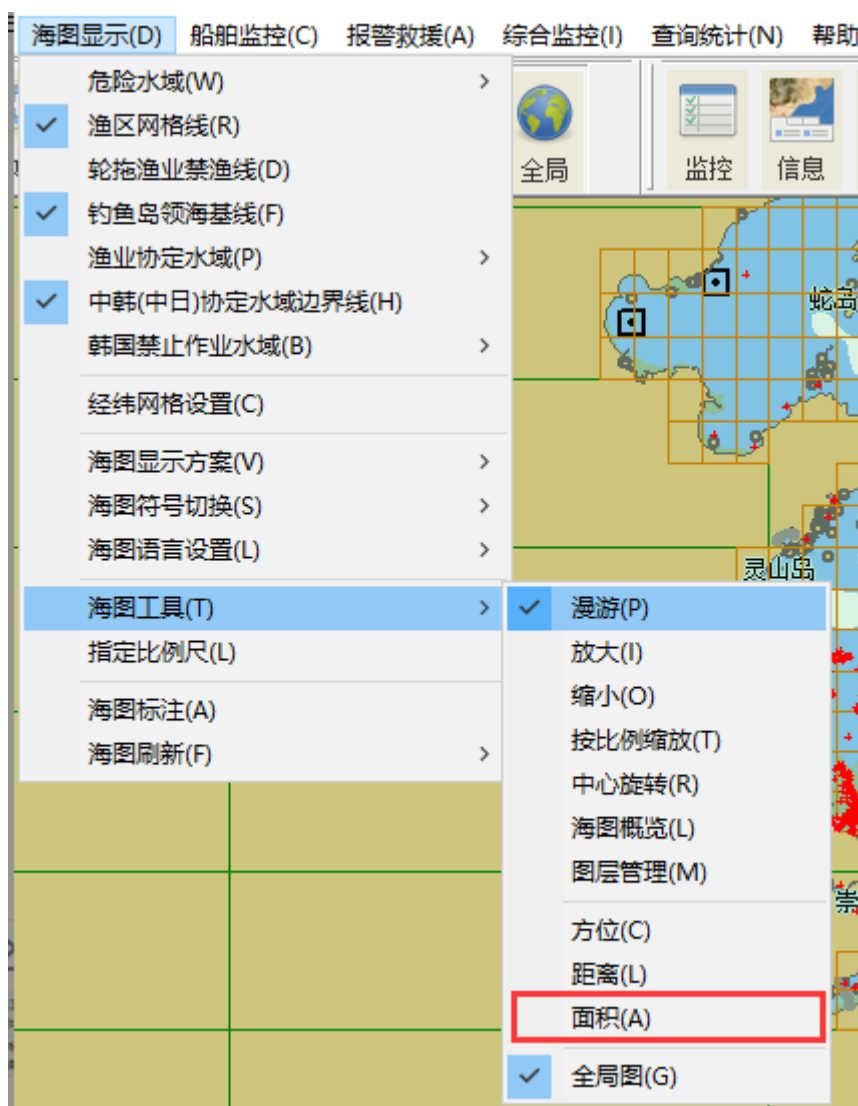 海图显示(D) 船舶监控(C) 报警救援(A) 综合监控(I) 查询统计(N) 帮助
危险水域(W)
渔区网格线(R)
轮拖渔业禁渔线(D)
钓鱼岛领海基线(F)
渔业协定水域(P)
中韩(中日)协定水域边界线(H)
韩国禁止作业水域(B)
经纬网格设置(C)
海图显示方案(V)
海图符号切换(S)
海图语言设置(L)
海图工具(T)
指定比例尺(L)
海图标注(A)
海图刷新(F)
漫游(P)
放大(I)
缩小(O)
按比例缩放(T)
中心旋转(R)
海图概览(L)
图层管理(M)
方位(C)
距离(L)
面积(A)
全局图(G)
全局
监控
信息
蛇岛
灵山岛
崇